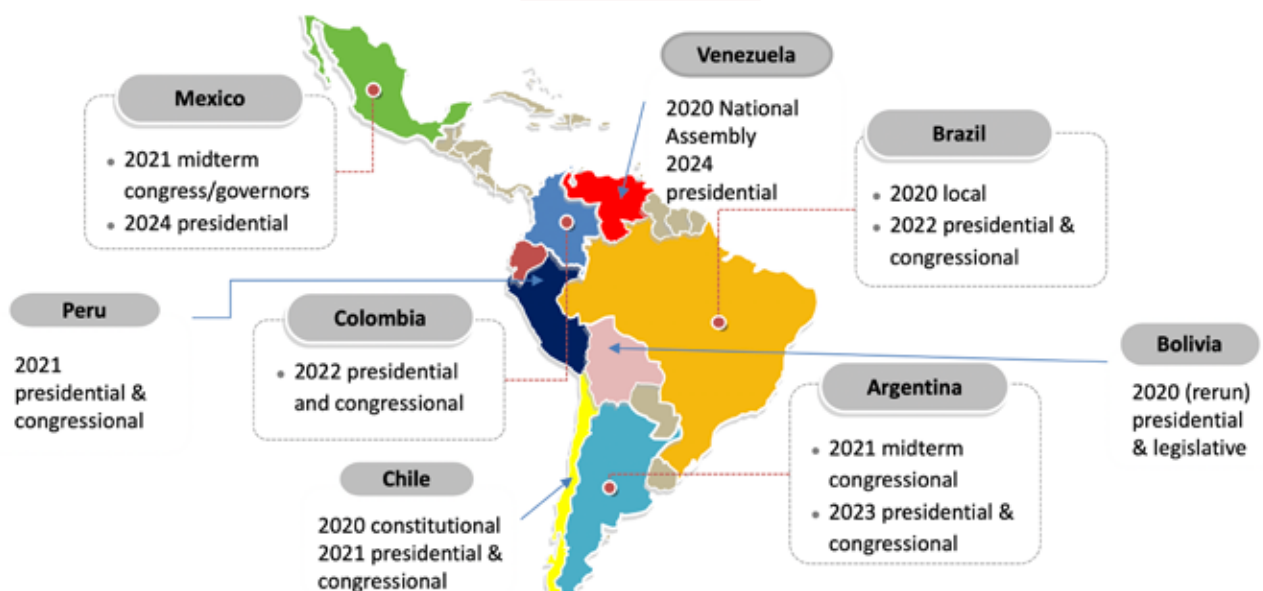 Venezuela
2020 National
Assembly
2024
presidential
Mexico
• 2021 midterm
congress/governors
• 2024 presidential
Brazil
• 2020 local
• 2022 presidential &
congressional
Peru
2021
presidential &
congressional
Colombia
• 2022 presidential
and congressional
Bolivia
2020 (rerun)
presidential
& legislative
Argentina
• 2021 midterm
congressional
• 2023 presidential &
congressional
Chile
2020 constitutional
2021 presidential &
congressional